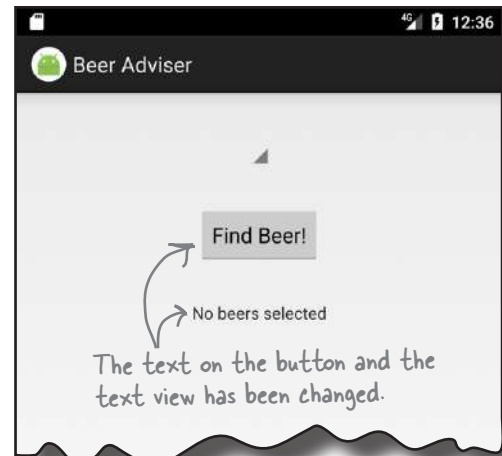 4G 12:36
Beer Adviser
Find Beer!
No beers selected
The text on the button and the
text view has been changed.